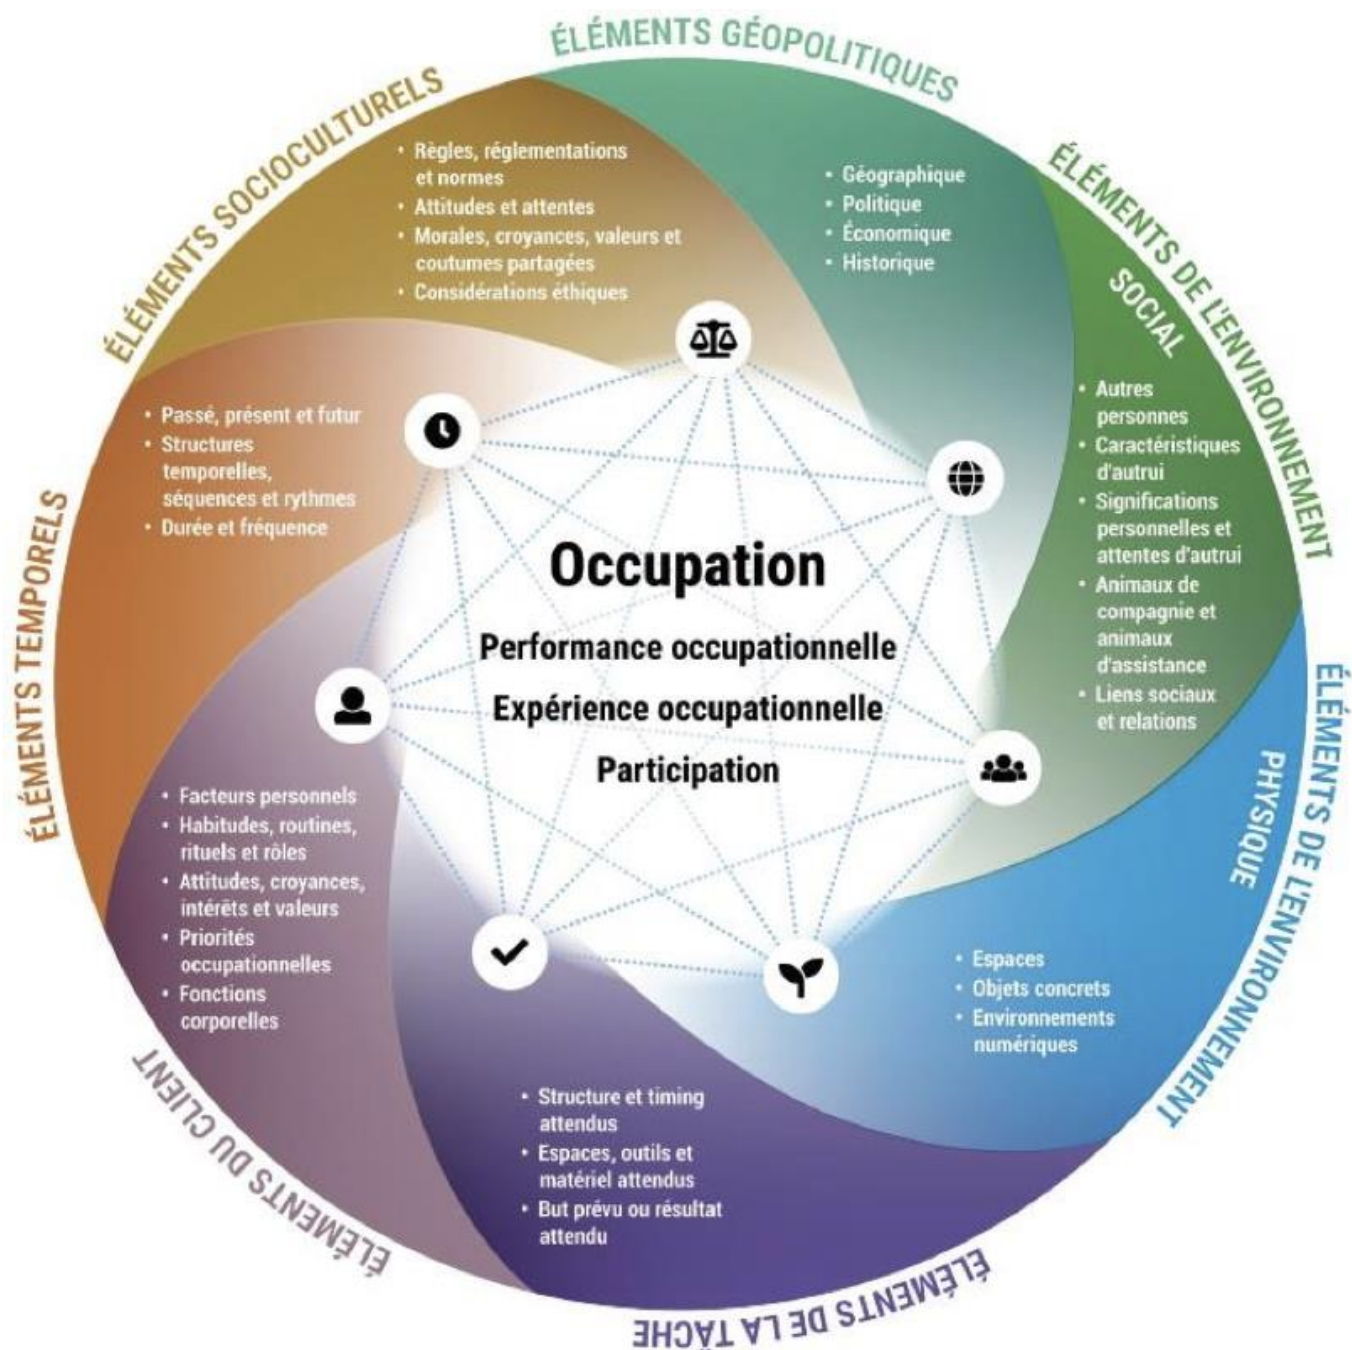 ÉLÉMENTS GÉOPOLITIQUES
• Géographique
• Politique
• Économique
• Historique
ÉLÉMENTS DE L'ENVIRONNEMENT
SOCIAL
• Autres
personnes
• Caractéristiques
d'autrui
• Significations
personnelles et
attentes d'autrui
• Animaux de
compagnie et
animaux
d'assistance
• Liens sociaux
et relations
ÉLÉMENTS DE L'ENVIRONNEMENT
PHYSIQUE
• Espaces
• Objets concrets
• Environnements
numériques
ÉLÉMENTS DE LA TÂCHE
• Structure et timing
attendus
• Espaces, outils et
matériel attendus
• But prévu ou résultat
attendu
ÉLÉMENTS DU CLIENT
• Facteurs personnels
• Habitudes, routines,
rituels et rôles
• Attitudes, croyances,
intérêts et valeurs
• Priorités
occupationnelles
• Fonctions
corporelles
ÉLÉMENTS TEMPORELS
• Passé, présent et futur
• Structures
temporelles,
séquences et rythmes
• Durée et fréquence
ÉLÉMENTS SOCIOCULTURELS
• Règles, réglementations
et normes
• Attitudes et attentes
• Morales, croyances, valeurs et
coutumes partagées
• Considérations éthiques
Occupation
Performance occupationnelle
Expérience occupationnelle
Participation